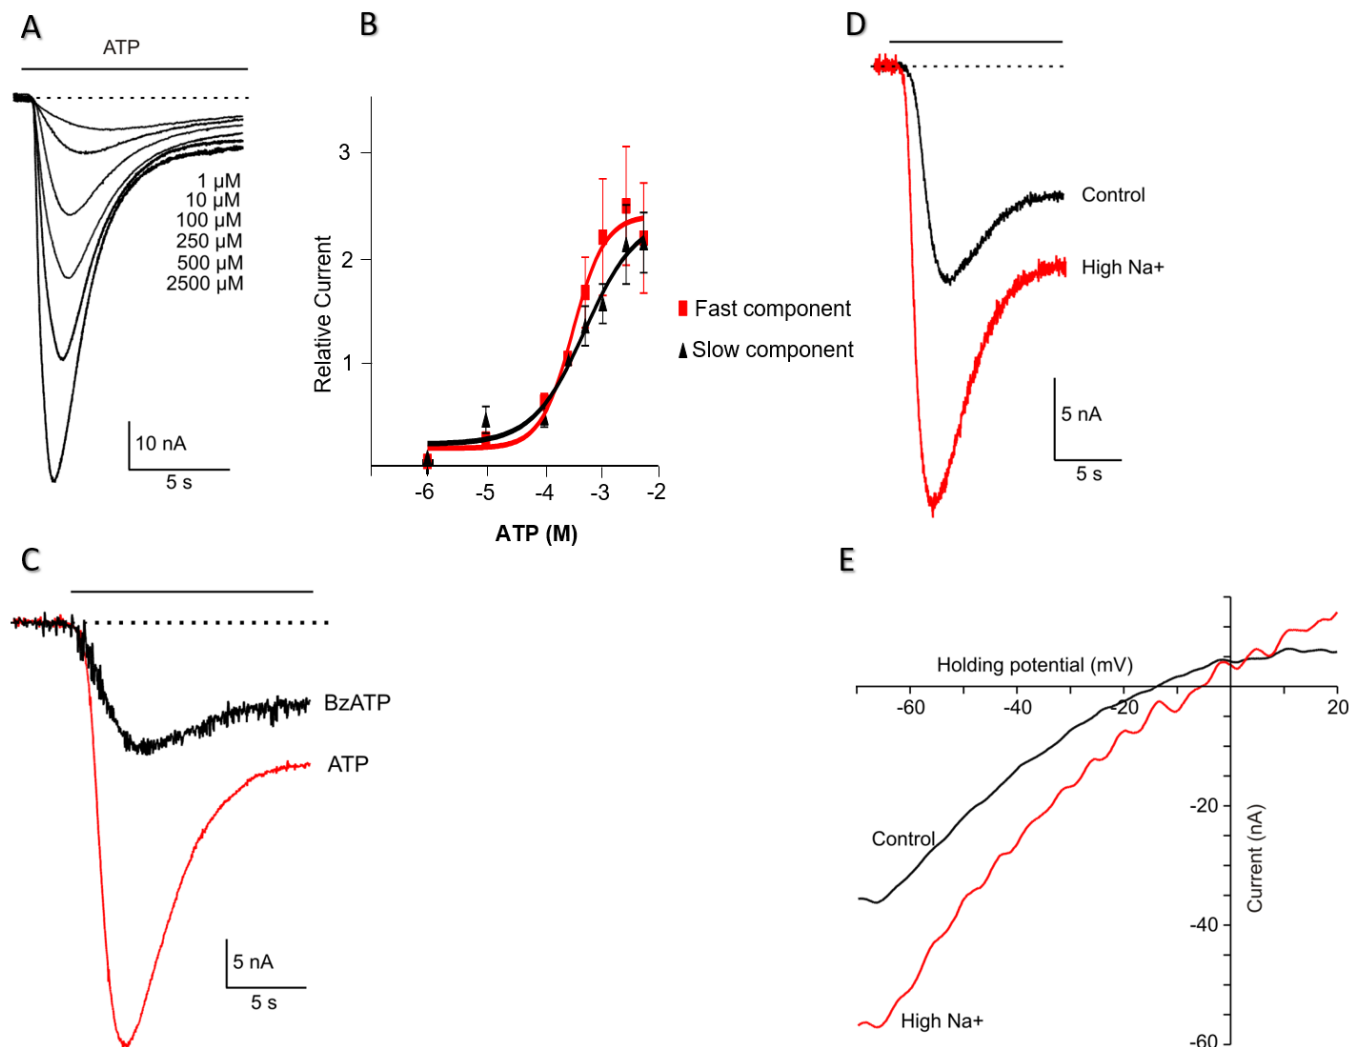 A
ATP
1 µM
10 µM
100 µM
250 µM
500 µM
2500 µM
10 nA
5 s
B
Relative Current
3
2
1
-6
-5
-4
-3
-2
ATP (M)
Fast component
Slow component
C
BzATP
ATP
5 nA
5 s
D
Control
High Na+
5 nA
5 s
E
Holding potential (mV)
-60
-40
-20
20
-20
-40
-60
Current (nA)
Control
High Na+